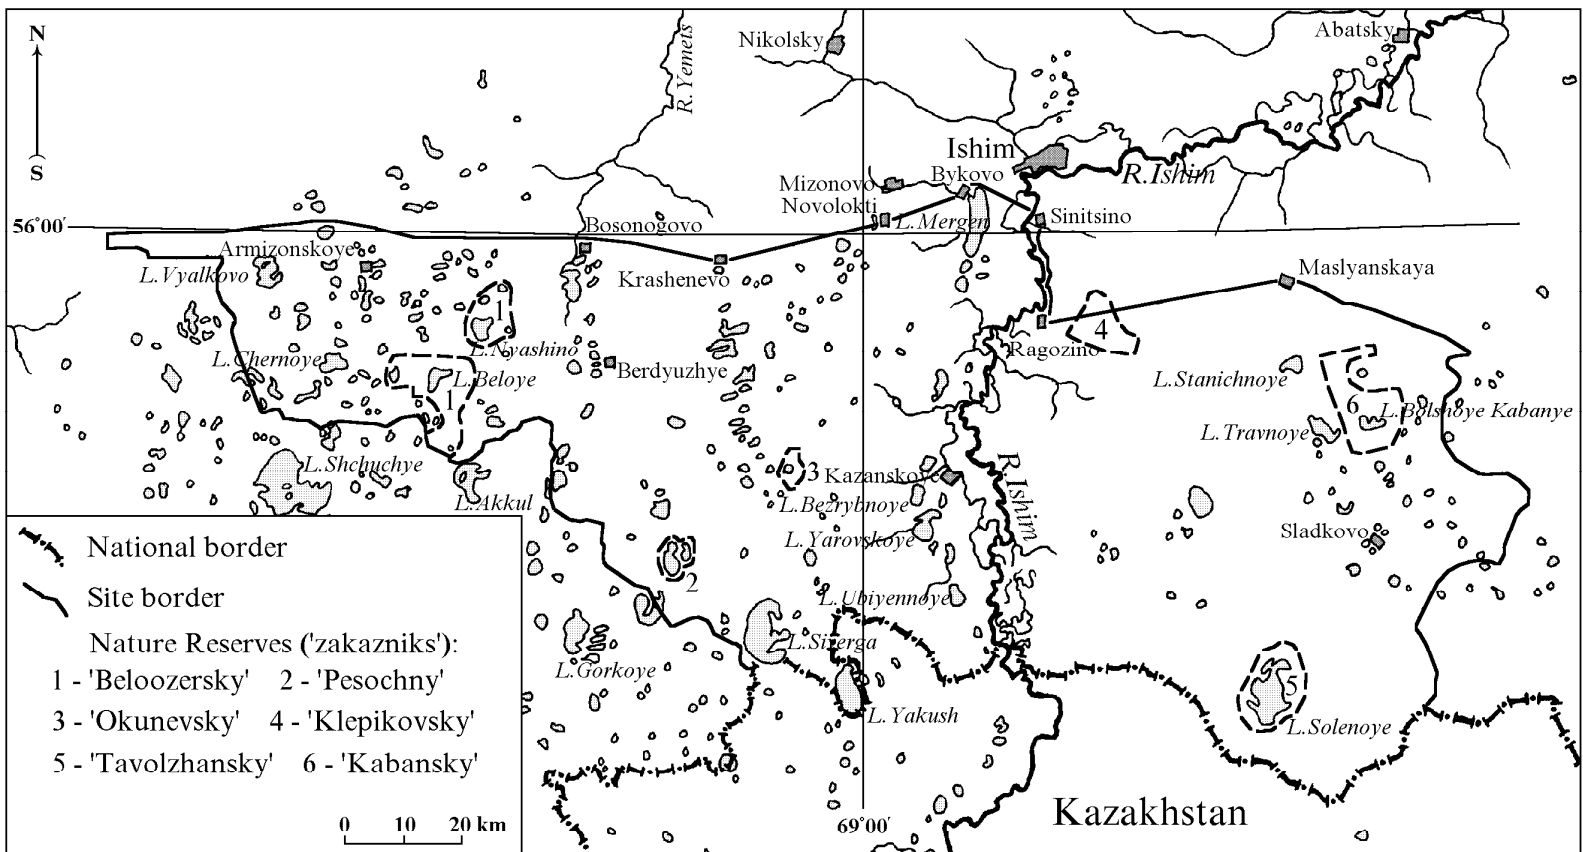 N
S
Nikolsky
R.Yemets
Abatsky
Ishim
R.Ishim
Mizonovo
Bykovo
Novolokti
L.Mergen
Sinitsino
56°00'
Bosonogovo
Armizonskoye
L.Vyalkovo
Krashenevo
Maslyanskaya
1
4
L.Nyashino
Ragozino
L.Chernoye
Berdyuzhye
L.Beloye
1
L.Stanichnoye
6
L.Bolshoye Kabanye
L.Travnoye
L.Shchuchye
3
Kazanskoye
L.Akkul
L.Bezrybnoye
R.Ishim
L.Yarovskoye
Sladkovo
2
L.Ubiyennoye
L.Siverga
L.Gorkoye
5
L.Yakush
L.Solenoye
69°00'
Kazakhstan
National border
Site border
Nature Reserves ('zakazniks'):
1 - 'Beloozersky' 2 - 'Pesochny'
3 - 'Okunevsky' 4 - 'Klepikovsky'
5 - 'Tavolzhansky' 6 - 'Kabansky'
0 10 20 km